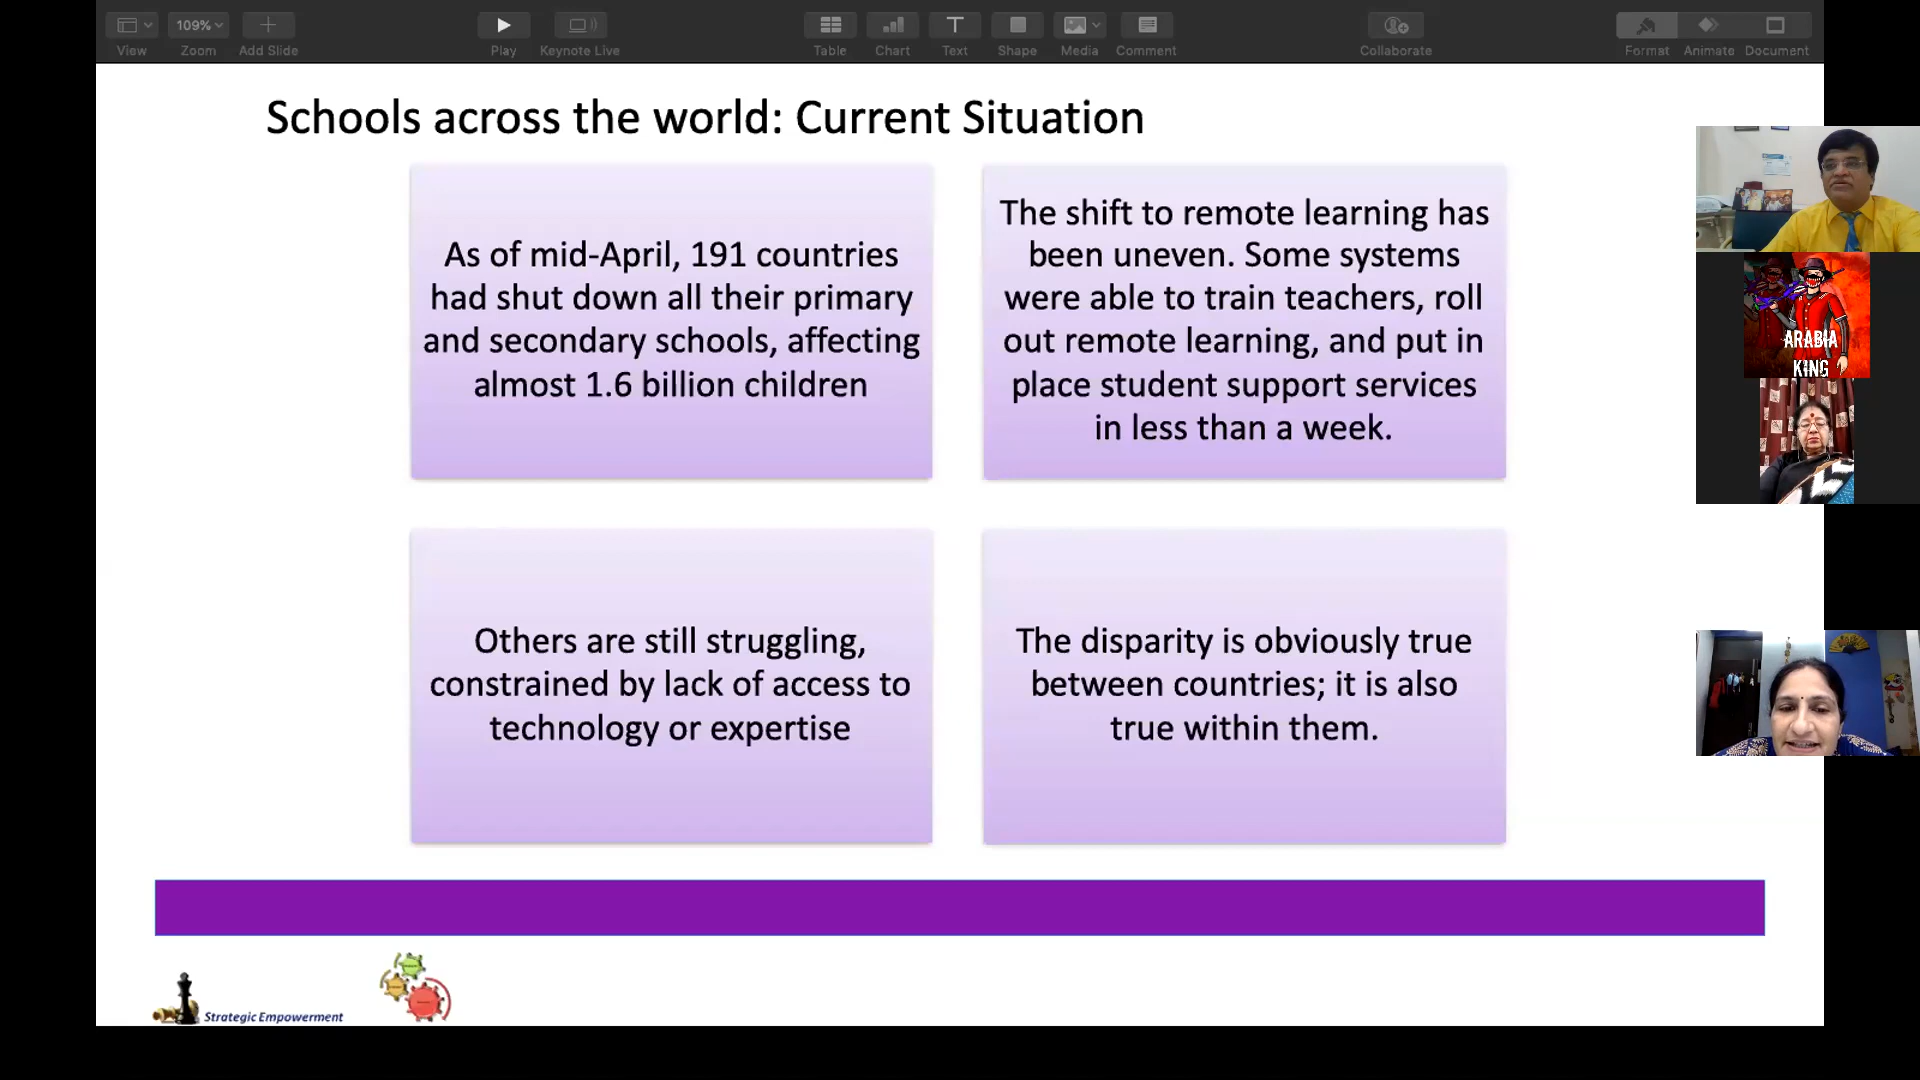 109%
View
Zoom
Add Slide
Play
Keynote Live
Table
Chart
Text
Shape
Media
Comment
Collaborate
Format
Animate
Document
Schools across the world: Current Situation
As of mid-April, 191 countries
had shut down all their primary
and secondary schools, affecting
almost 1.6 billion children
The shift to remote learning has
been uneven. Some systems
were able to train teachers, roll
out remote learning, and put in
place student support services
in less than a week.
Others are still struggling,
constrained by lack of access to
technology or expertise
The disparity is obviously true
between countries; it is also
true within them.
Strategic Empowerment
ARABIA
KING